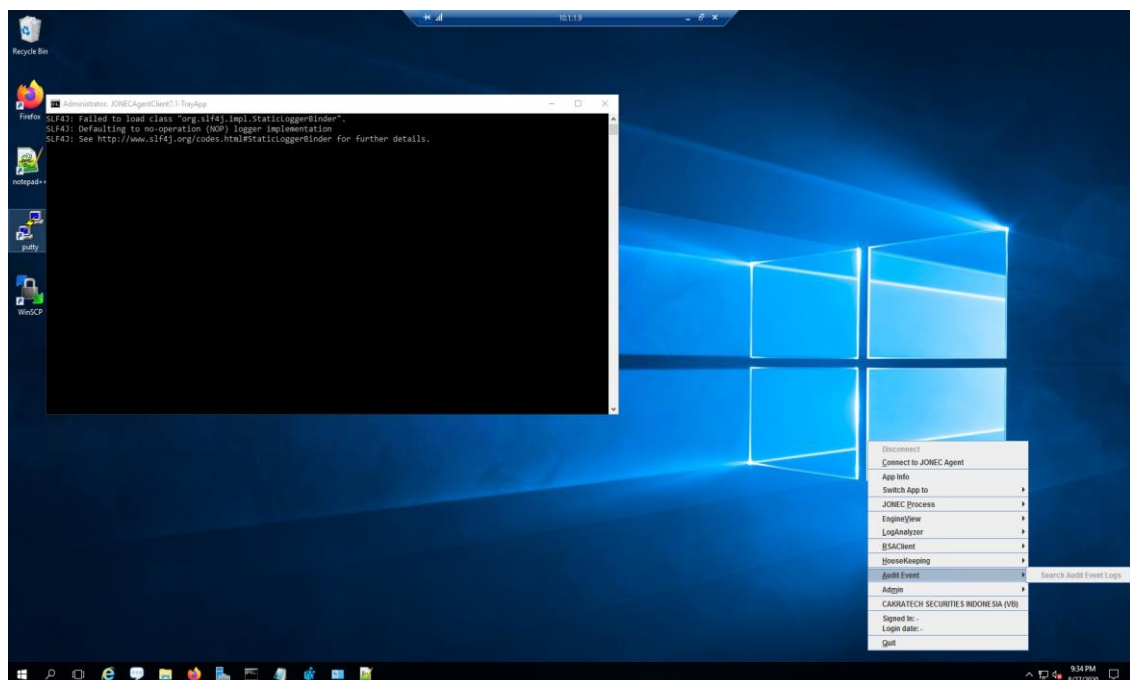 10.1.1.9
Recycle Bin
Firefox
notepad++
putty
WinSCP
Administrator: JONECAgentClient7.1-TrayApp
SLF4J: Failed to load class "org.slf4j.impl.StaticLoggerBinder".
SLF4J: Defaulting to no-operation (NOP) logger implementation
SLF4J: See http://www.slf4j.org/codes.html#StaticLoggerBinder for further details.
Disconnect
Connect to JONEC Agent
App Info
Switch App to
JONEC Process
EngineView
LogAnalyzer
RSAClient
HouseKeeping
Audit Event
Search Audit Event Logs
Admin
CAKRATECH SECURITIES INDONESIA (VB)
Signed In: -
Login date: -
Quit
9:34 PM
8/27/2020